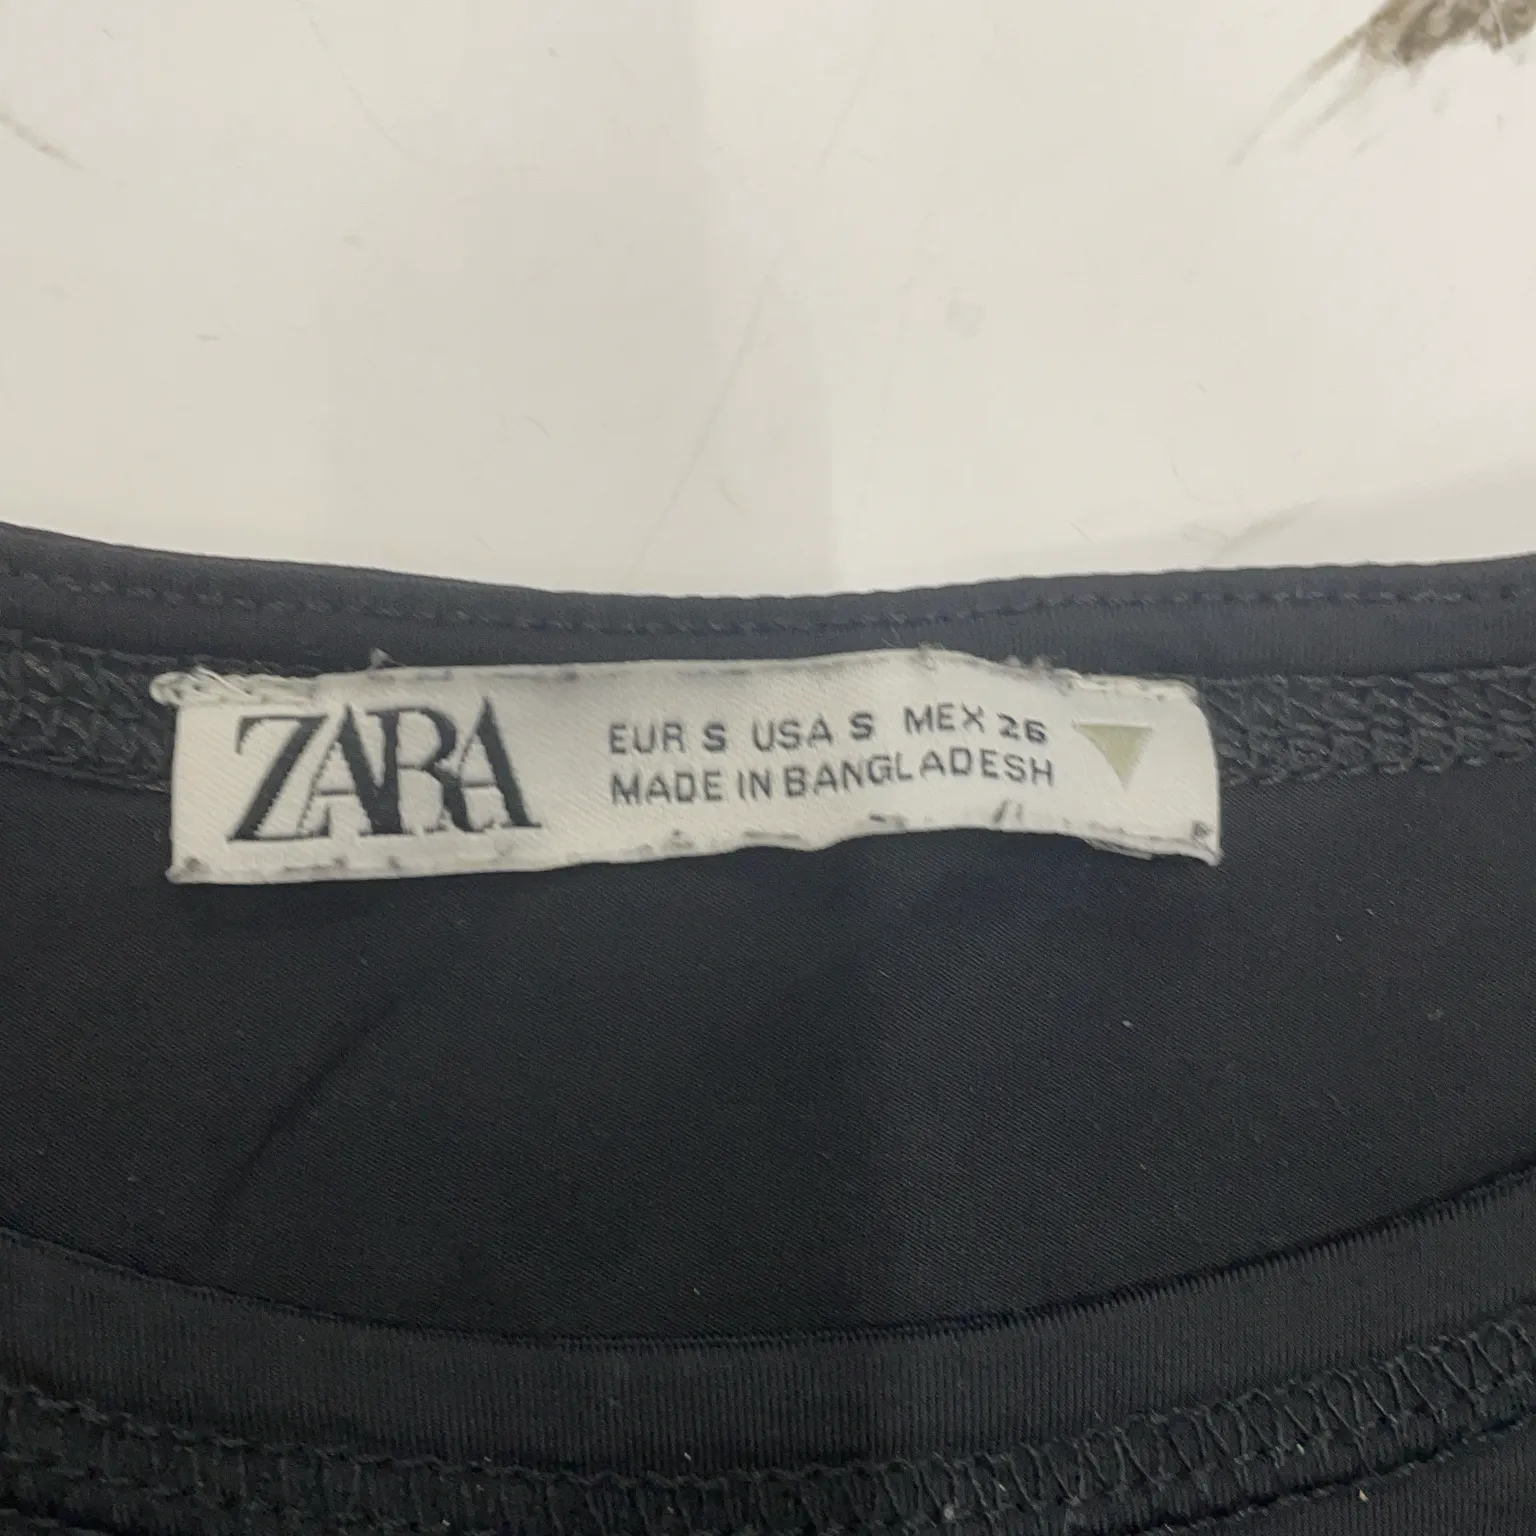 ZARA
EUR S USA S MEX 26
MADE IN BANGLADESH